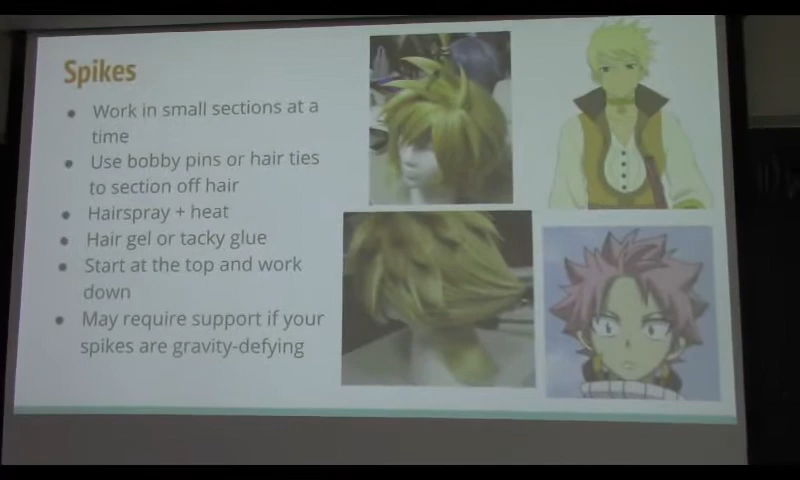 Spikes
● Work in small sections at a
time
● Use bobby pins or hair ties
to section off hair
● Hairspray + heat
● Hair gel or tacky glue
● Start at the top and work
down
● May require support if your
spikes are gravity-defying